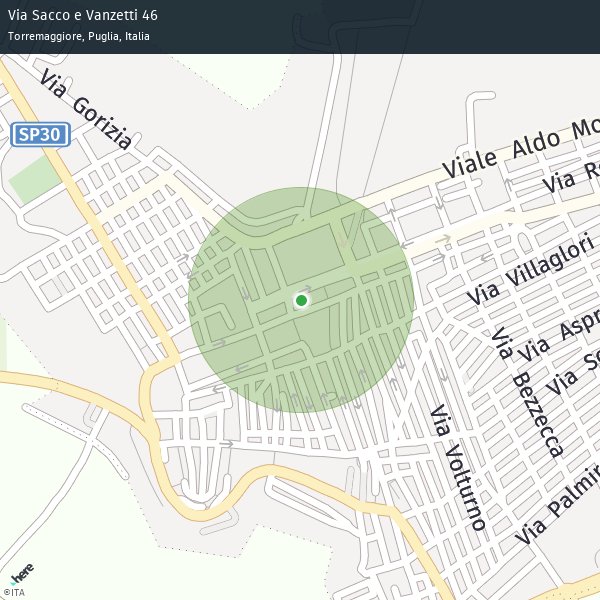 Via Sacco e Vanzetti 46
Torremaggiore, Puglia, Italia
Via Gorizia
SP30
Viale Aldo Mo
Via R
Via Villaglori
Via Aspr
Via Bezzecca
Via So
Via Volturno
Via Palmir
here
©ITA